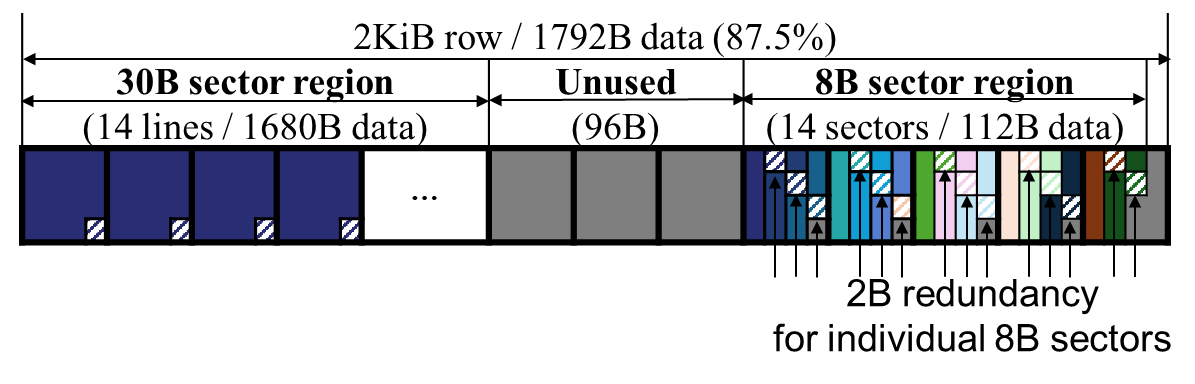 2KiB row / 1792B data (87.5%)
30B sector region
Unused
8B sector region
(14 lines / 1680B data)
(96B)
(14 sectors / 112B data)
...
2B redundancy
for individual 8B sectors